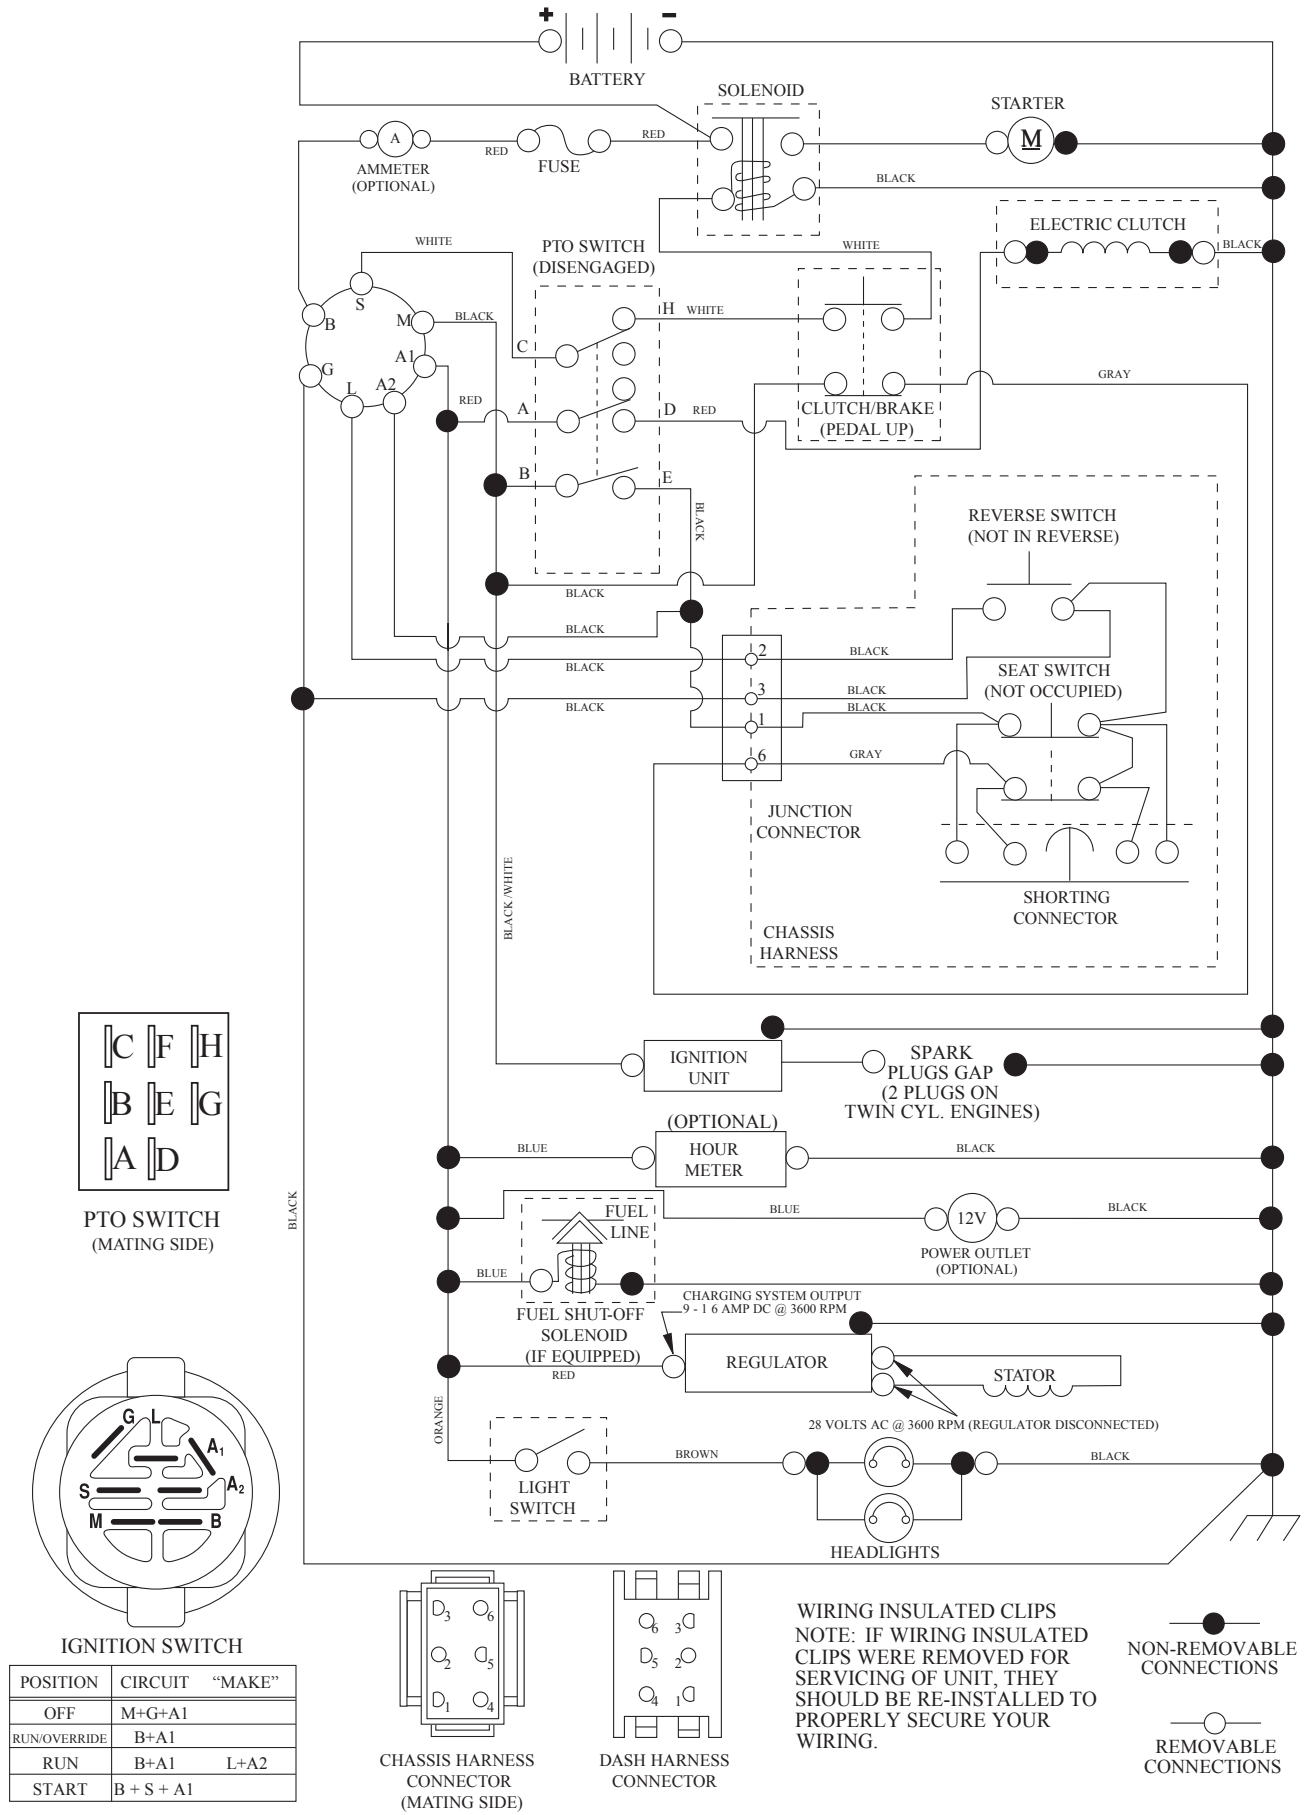 + −
BATTERY
SOLENOID
STARTER
A
RED
RED
M
AMMETER
(OPTIONAL)
FUSE
BLACK
ELECTRIC CLUTCH
WHITE
PTO SWITCH
(DISENGAGED)
WHITE
BLACK
S
B
M
BLACK
H
WHITE
C
A1
G
L
A2
RED
A
D
RED
GRAY
CLUTCH/BRAKE
(PEDAL UP)
B
E
BLACK
REVERSE SWITCH
(NOT IN REVERSE)
BLACK
BLACK
2
BLACK
BLACK
SEAT SWITCH
(NOT OCCUPIED)
3
BLACK
BLACK
BLACK
1
6
GRAY
JUNCTION
CONNECTOR
BLACK /WHITE
SHORTING
CONNECTOR
CHASSIS
HARNESS
C F H
B E G
A D
PTO SWITCH
(MATING SIDE)
IGNITION
UNIT
SPARK
PLUGS GAP
(2 PLUGS ON
TWIN CYL. ENGINES)
(OPTIONAL)
HOUR
METER
BLUE
BLACK
BLACK
FUEL
LINE
BLUE
12V
BLACK
POWER OUTLET
(OPTIONAL)
BLUE
FUEL SHUT-OFF
SOLENOID
(IF EQUIPPED)
CHARGING SYSTEM OUTPUT
9 - 1 6 AMP DC @ 3600 RPM
REGULATOR
RED
STATOR
28 VOLTS AC @ 3600 RPM (REGULATOR DISCONNECTED)
ORANGE
LIGHT
SWITCH
BROWN
BLACK
HEADLIGHTS
G L
A1
S
A2
M
B
IGNITION SWITCH
POSITION CIRCUIT “MAKE”
OFF M+G+A1
RUN/OVERRIDE B+A1
RUN B+A1 L+A2
START B + S + A1
3 6
2 5
1 4
CHASSIS HARNESS
CONNECTOR
(MATING SIDE)
6 3
5 2
4 1
DASH HARNESS
CONNECTOR
WIRING INSULATED CLIPS
NOTE: IF WIRING INSULATED
CLIPS WERE REMOVED FOR
SERVICING OF UNIT, THEY
SHOULD BE RE-INSTALLED TO
PROPERLY SECURE YOUR
WIRING.
NON-REMOVABLE
CONNECTIONS
REMOVABLE
CONNECTIONS